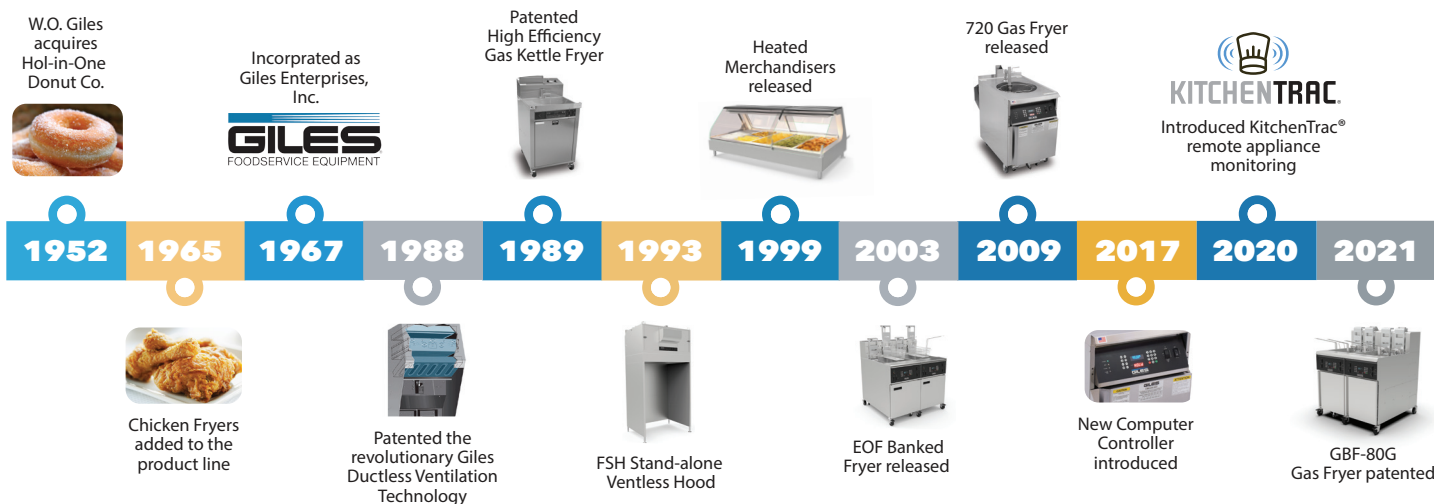 W.O. Giles
acquires
Hol-in-One
Donut Co.
Incorprated as
Giles Enterprises,
Inc.
GILES
FOODSERVICE EQUIPMENT
Patented
High Efficiency
Gas Kettle Fryer
Heated
Merchandisers
released
720 Gas Fryer
released
KITCHENTRAC.
Introduced KitchenTrac®
remote appliance
monitoring
1952
1965
1967
1988
1989
1993
1999
2003
2009
2017
2020
2021
Chicken Fryers
added to the
product line
Patented the
revolutionary Giles
Ductless Ventilation
Technology
FSH Stand-alone
Ventless Hood
EOF Banked
Fryer released
GILES
New Computer
Controller
introduced
GBF-80G
Gas Fryer patented